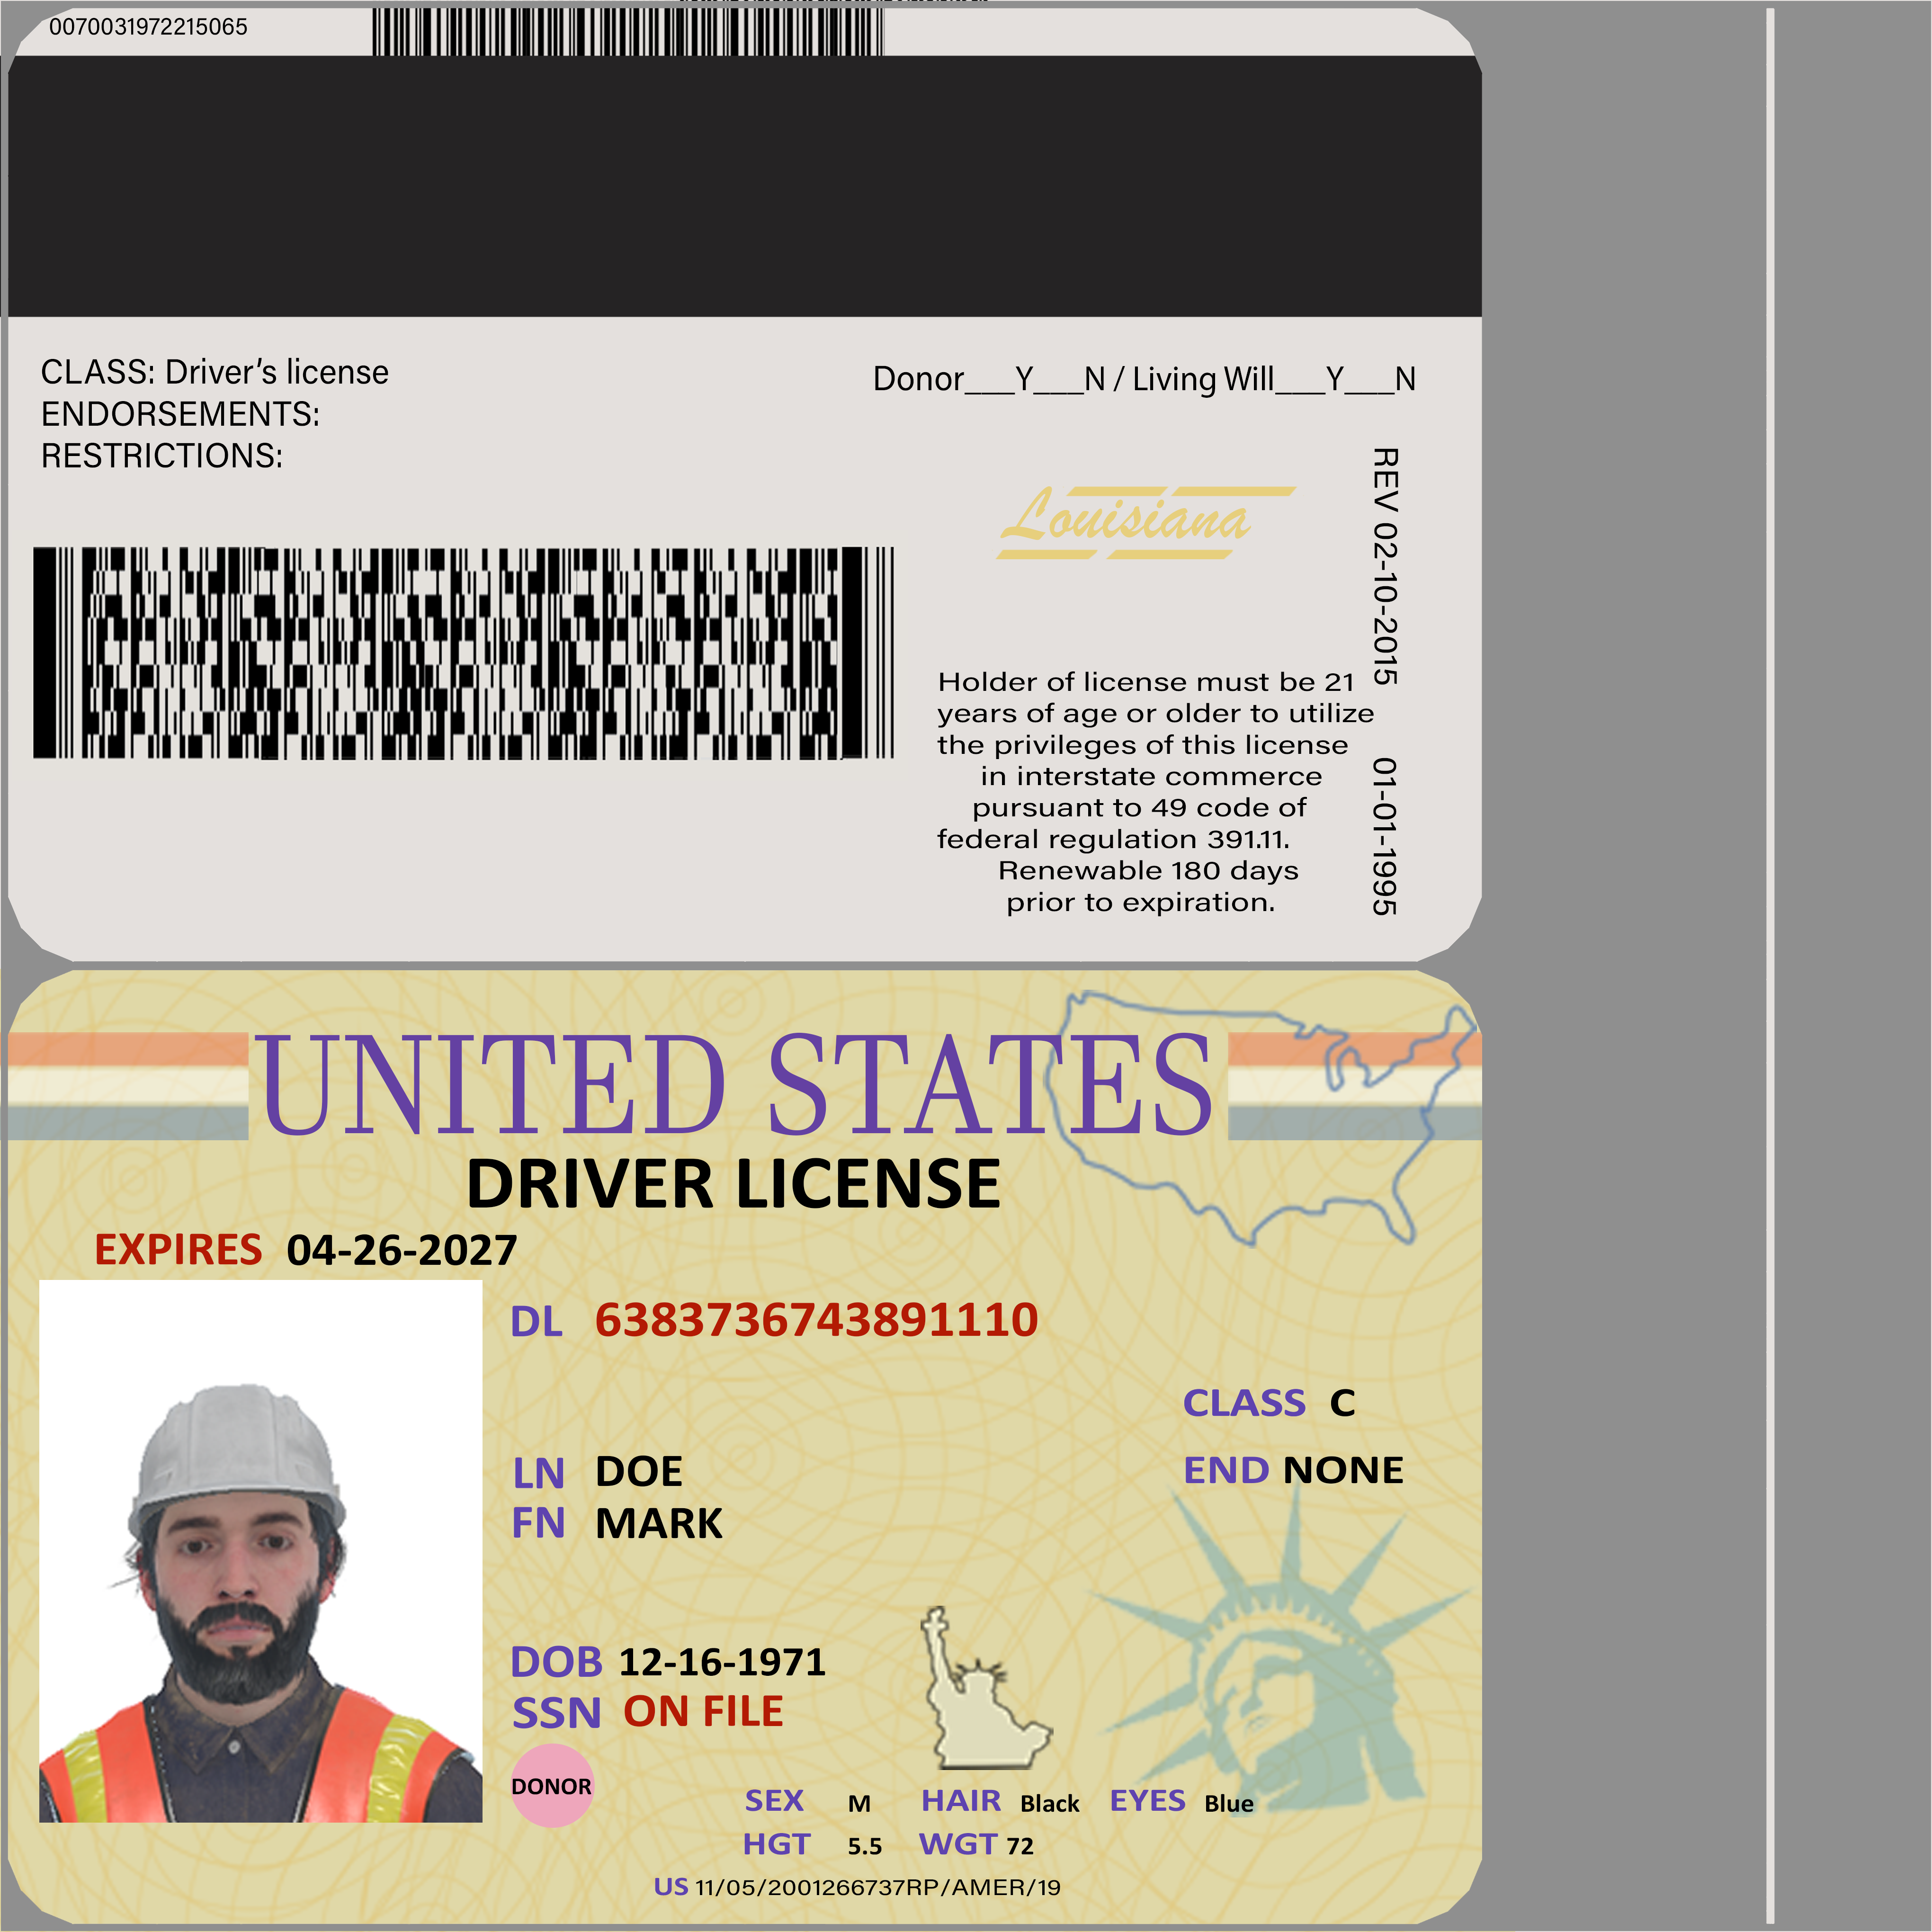 0070031972215065
CLASS: Driver's license
ENDORSEMENTS:
RESTRICTIONS:
Donor___Y___N / Living Will___Y___N
Louisiana
REV 02-10-2015 01-01-1995
Holder of license must be 21
years of age or older to utilize
the privileges of this license
in interstate commerce
pursuant to 49 code of
federal regulation 391.11.
Renewable 180 days
prior to expiration.
UNITED STATES
DRIVER LICENSE
EXPIRES 04-26-2027
DL 6383736743891110
CLASS C
END NONE
LN DOE
FN MARK
DOB 12-16-1971
SSN ON FILE
DONOR
SEX M HAIR Black EYES Blue
HGT 5.5 WGT 72
US 11/05/2001266737RP/AMER/19